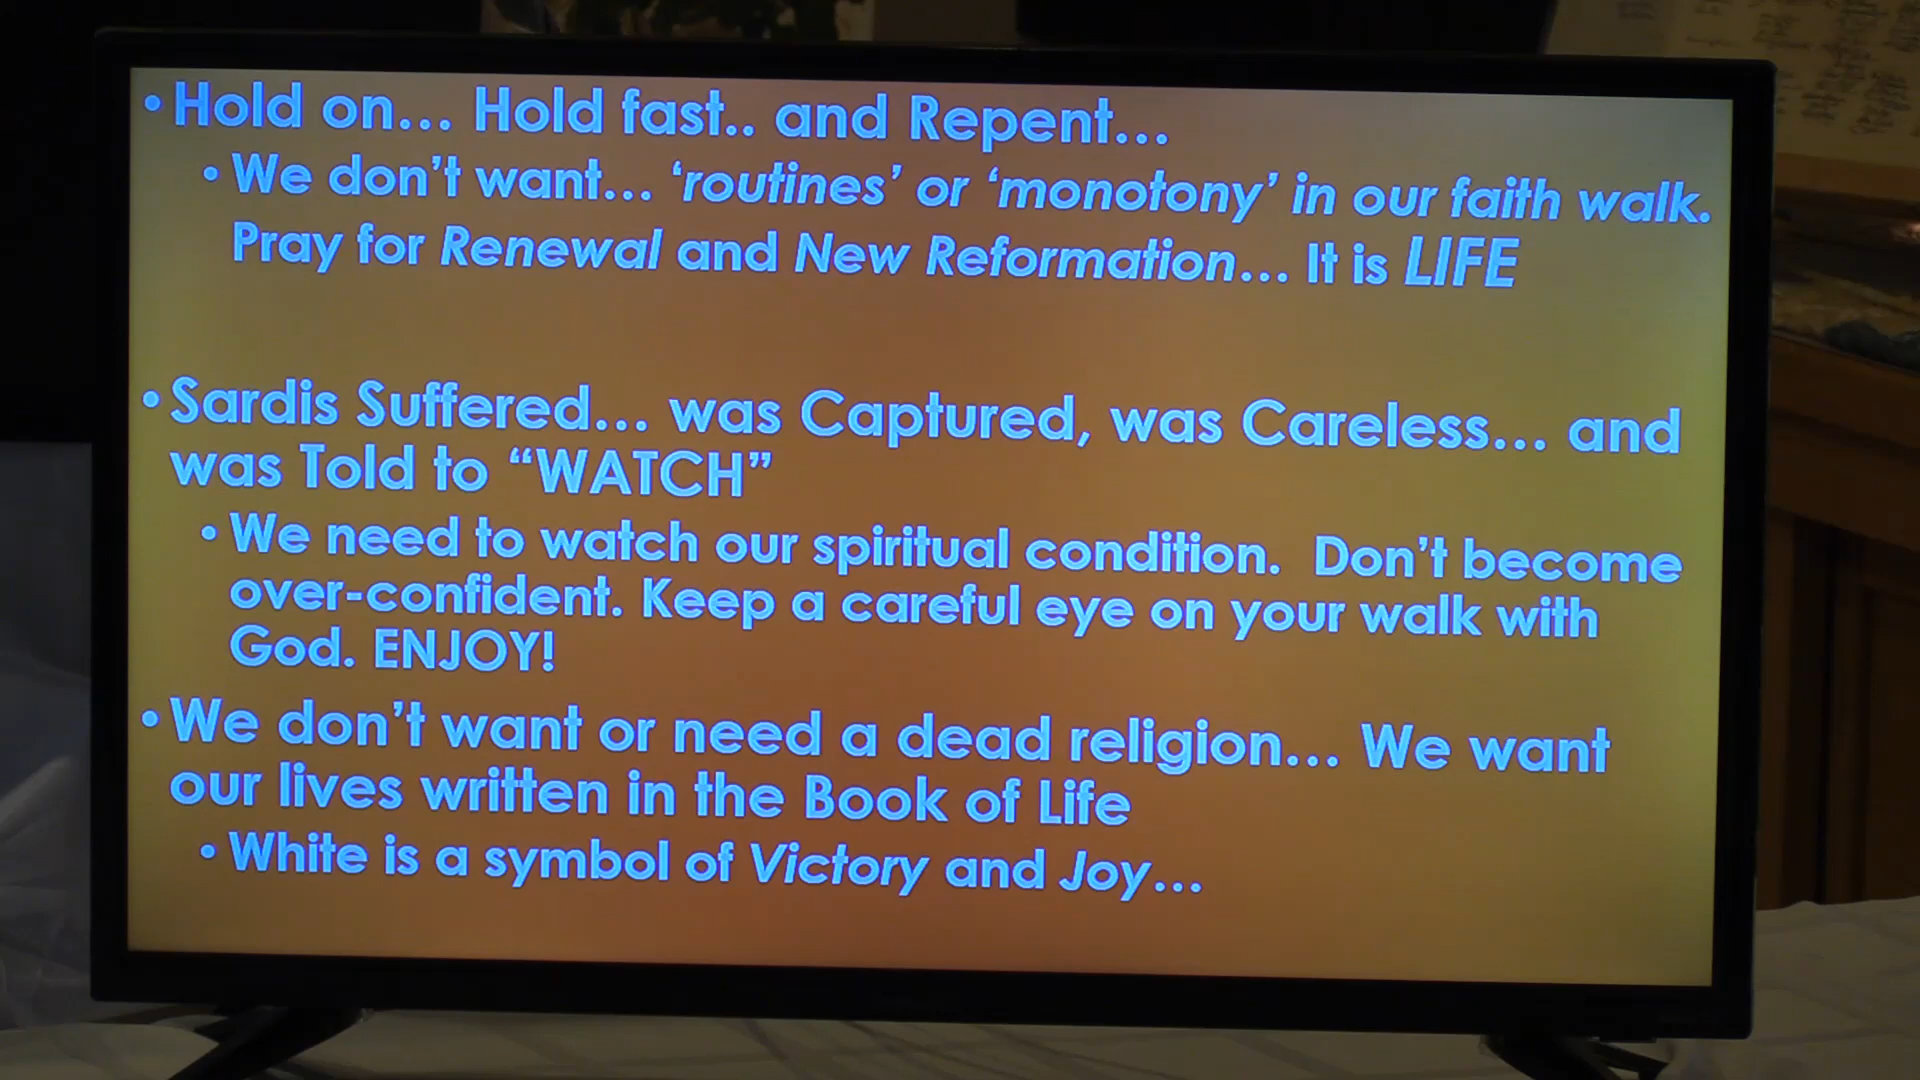 • Hold on... Hold fast.. and Repent...
• We don't want... 'routines' or 'monotony' in our faith walk.
Pray for Renewal and New Reformation... It is LIFE
• Sardis Suffered... was Captured, was Careless... and
was Told to “WATCH”
• We need to watch our spiritual condition.  Don't become
over-confident. Keep a careful eye on your walk with
God. ENJOY!
• We don't want or need a dead religion... We want
our lives written in the Book of Life
• White is a symbol of Victory and Joy...